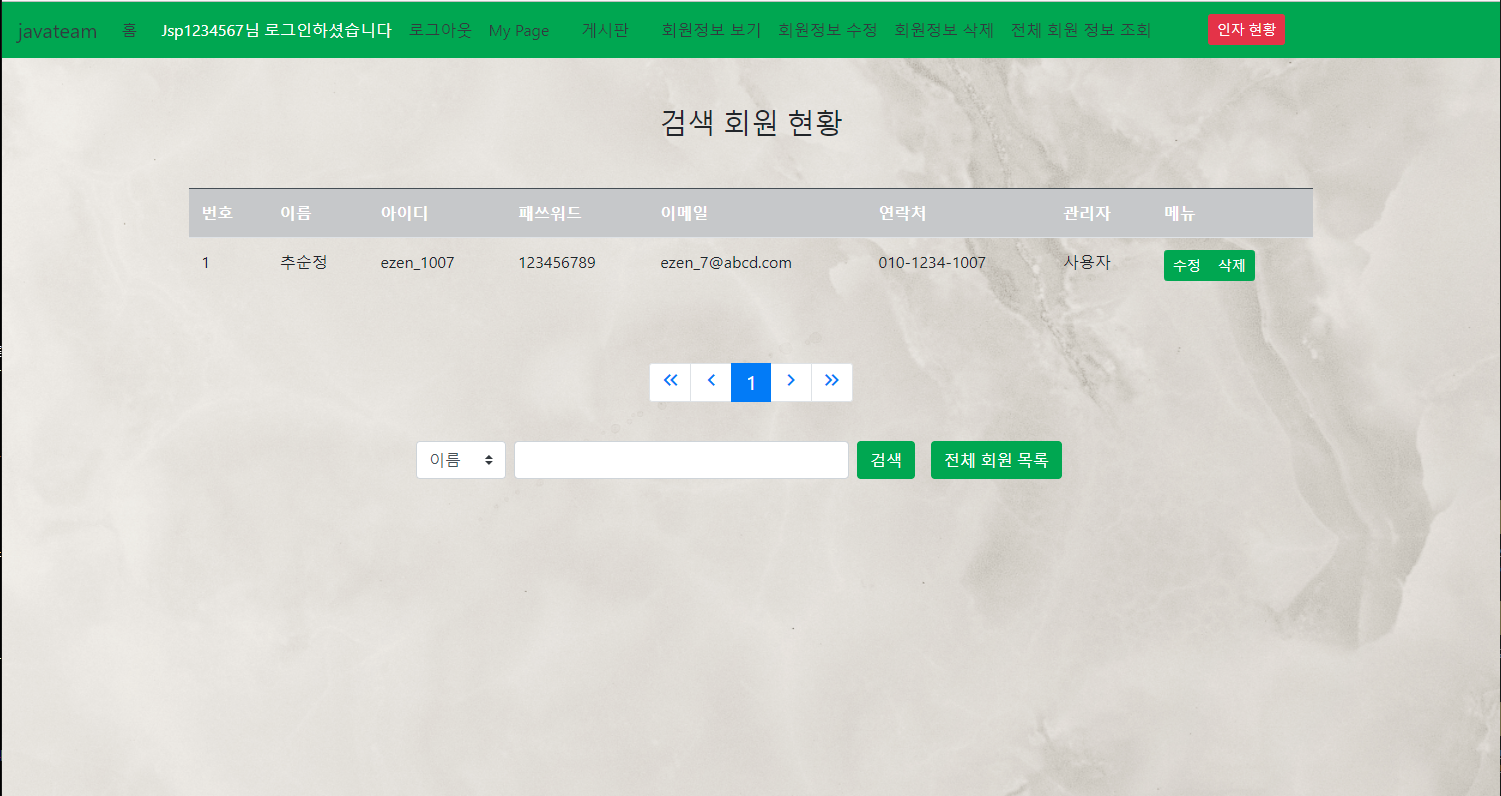 javateam 홈 Jsp1234567님 로그인하셨습니다 로그아웃 My Page 게시판 회원정보 보기 회원정보 수정 회원정보 삭제 전체 회원 정보 조회 인자 현황
검색 회원 현황
번호 이름 아이디 패쓰워드 이메일 연락처 관리자 메뉴
1 추순정 ezen_1007 123456789 ezen_7@abcd.com 010-1234-1007 사용자 수정 삭제
« ‹ 1 › »
이름 검색 전체 회원 목록